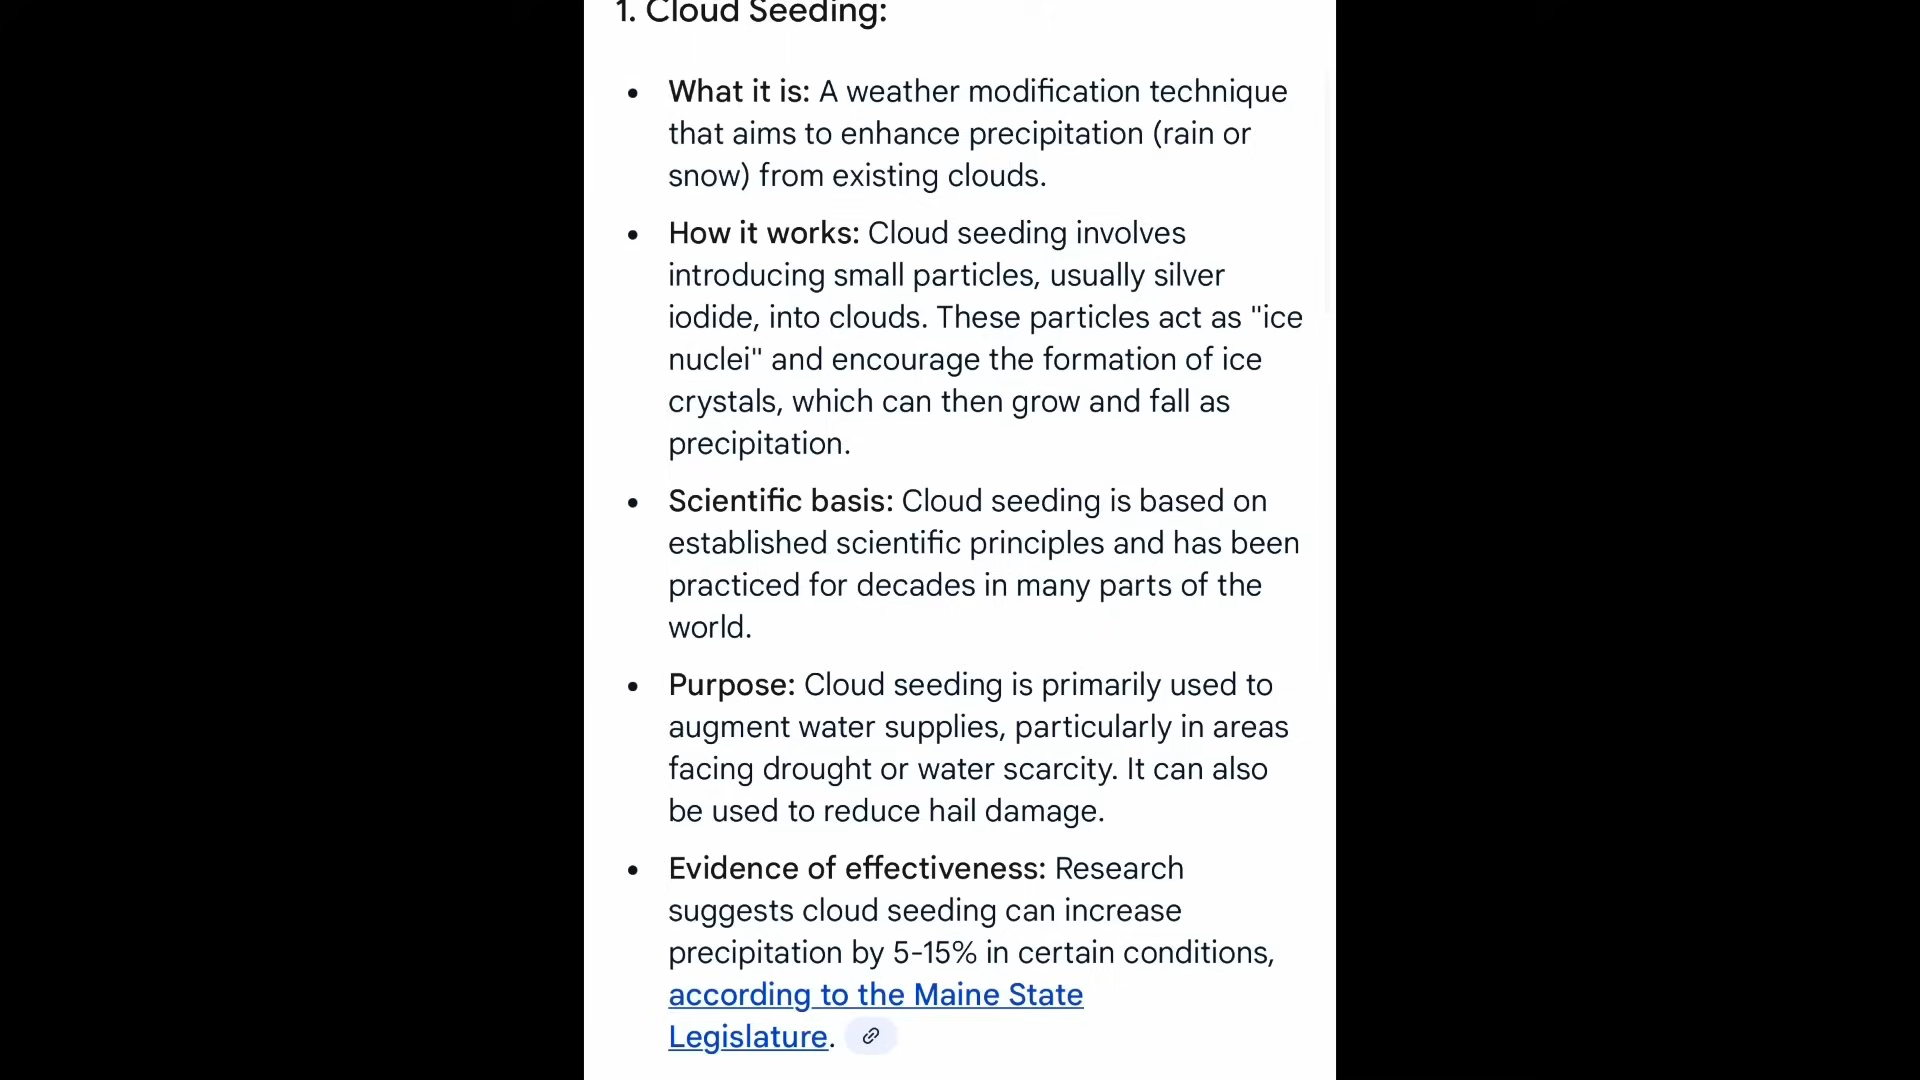 1. Cloud Seeding:
• What it is: A weather modification technique
that aims to enhance precipitation (rain or
snow) from existing clouds.
• How it works: Cloud seeding involves
introducing small particles, usually silver
iodide, into clouds. These particles act as "ice
nuclei" and encourage the formation of ice
crystals, which can then grow and fall as
precipitation.
• Scientific basis: Cloud seeding is based on
established scientific principles and has been
practiced for decades in many parts of the
world.
• Purpose: Cloud seeding is primarily used to
augment water supplies, particularly in areas
facing drought or water scarcity. It can also
be used to reduce hail damage.
• Evidence of effectiveness: Research
suggests cloud seeding can increase
precipitation by 5-15% in certain conditions,
according to the Maine State
Legislature.